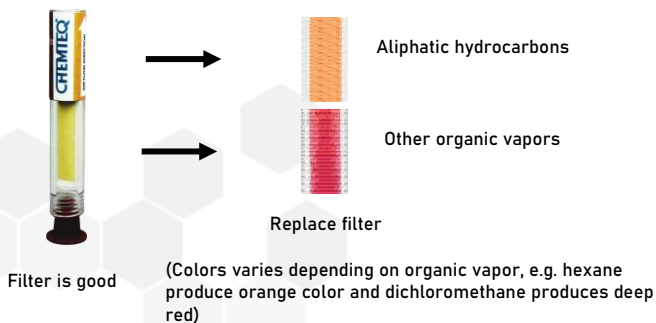 CHEMTEQ
Aliphatic hydrocarbons
Other organic vapors
Replace filter
Filter is good
(Colors varies depending on organic vapor, e.g. hexane
produce orange color and dichloromethane produces deep
red)